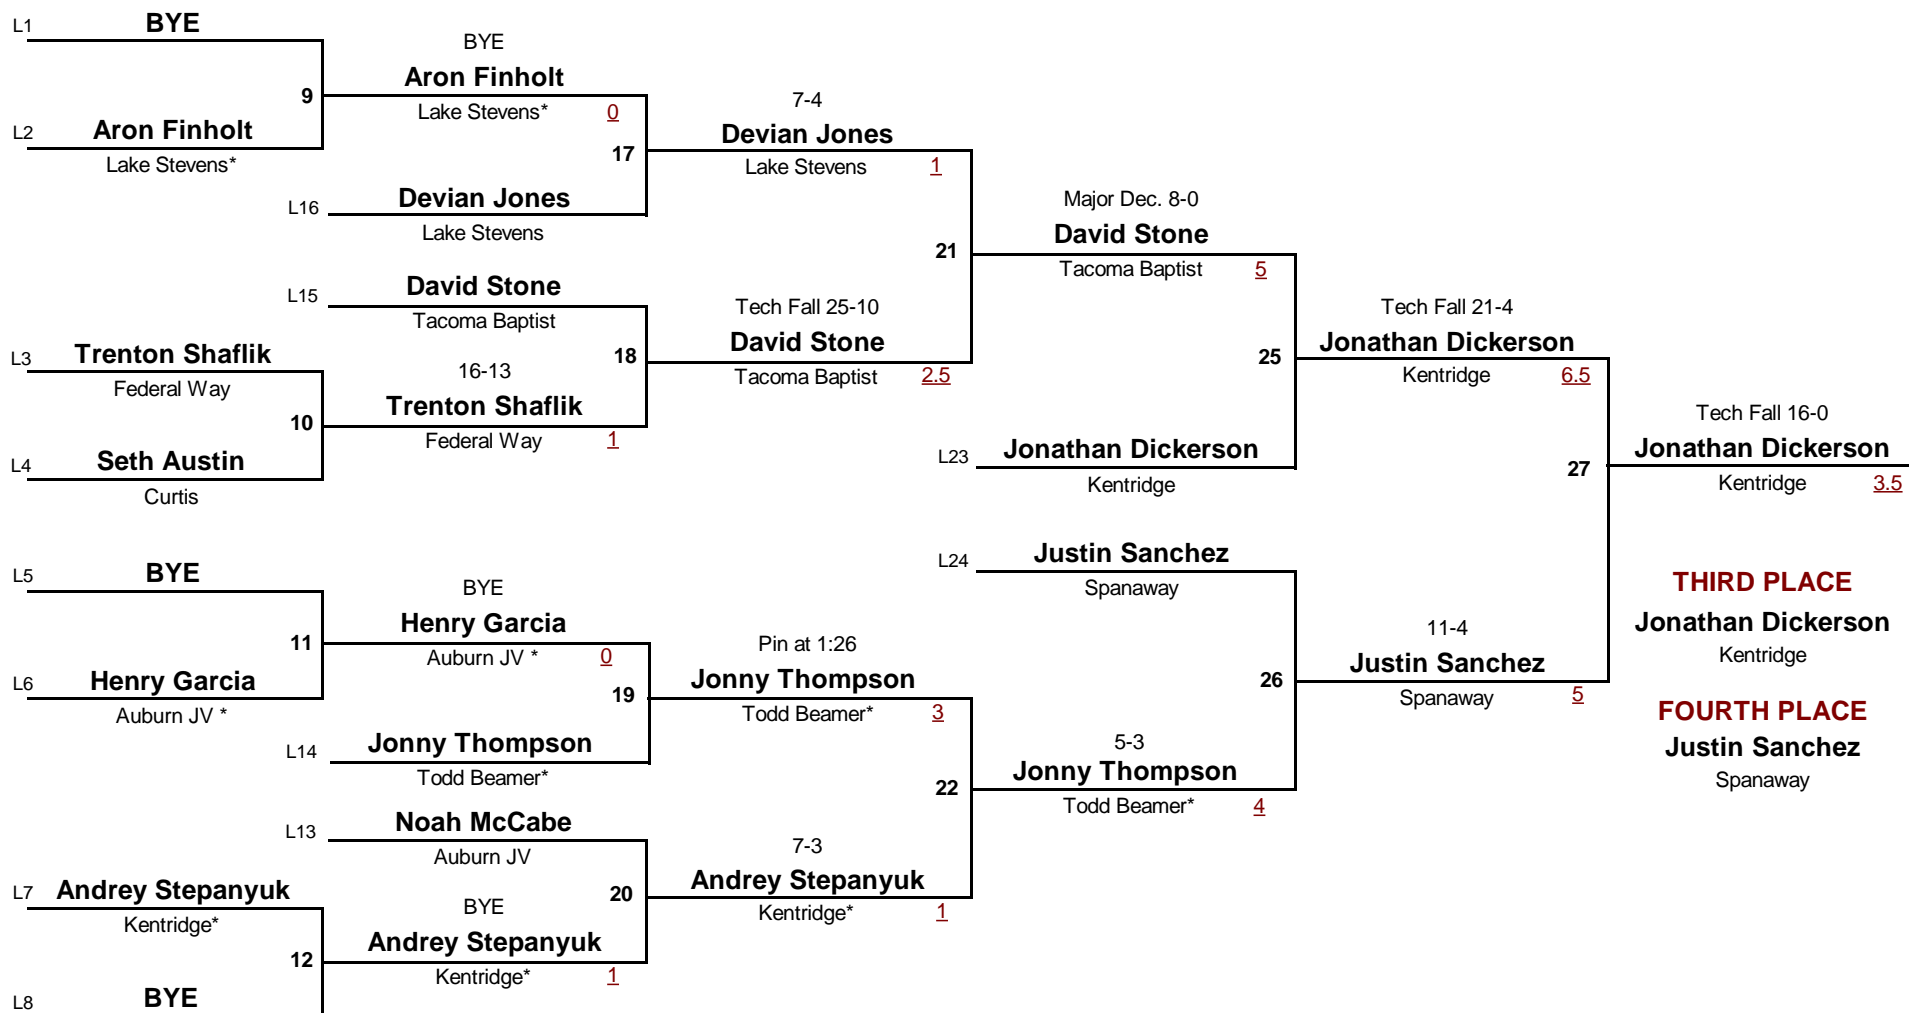 L1 BYE
BYE
Aron Finholt
9
Lake Stevens* 0
L2 Aron Finholt
Lake Stevens*
7-4
Devian Jones
17
Lake Stevens 1
L16 Devian Jones
Lake Stevens
Major Dec. 8-0
David Stone
21
Tacoma Baptist 5
L15 David Stone
Tacoma Baptist
Tech Fall 25-10
David Stone
18
Tacoma Baptist 2.5
L3 Trenton Shaflik
Federal Way
16-13
Trenton Shaflik
10
Federal Way 1
L4 Seth Austin
Curtis
Tech Fall 21-4
Jonathan Dickerson
25
Kentridge 6.5
L23 Jonathan Dickerson
Kentridge
Tech Fall 16-0
Jonathan Dickerson
27
Kentridge 3.5
L5 BYE
BYE
Henry Garcia
11
Auburn JV * 0
L6 Henry Garcia
Auburn JV *
Pin at 1:26
Jonny Thompson
19
Todd Beamer* 3
L14 Jonny Thompson
Todd Beamer*
L24 Justin Sanchez
Spanaway
11-4
Justin Sanchez
26
Spanaway 5
5-3
Jonny Thompson
22
Todd Beamer* 4
L13 Noah McCabe
Auburn JV
7-3
Andrey Stepanyuk
20
Kentridge* 1
L7 Andrey Stepanyuk
Kentridge*
BYE
Andrey Stepanyuk
12
Kentridge* 1
L8 BYE
THIRD PLACE
Jonathan Dickerson
Kentridge
FOURTH PLACE
Justin Sanchez
Spanaway